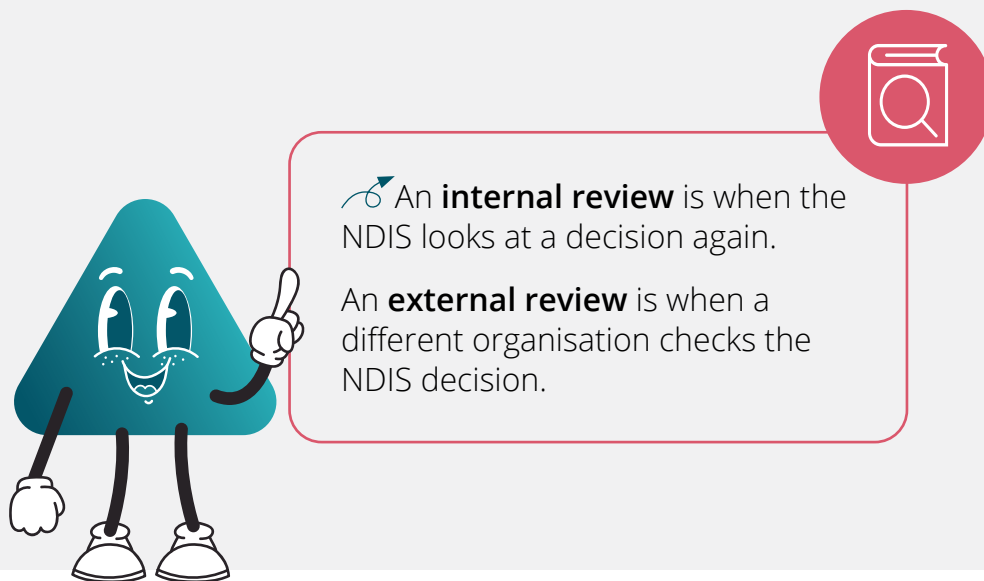 An internal review is when the
NDIS looks at a decision again.
An external review is when a
different organisation checks the
NDIS decision.